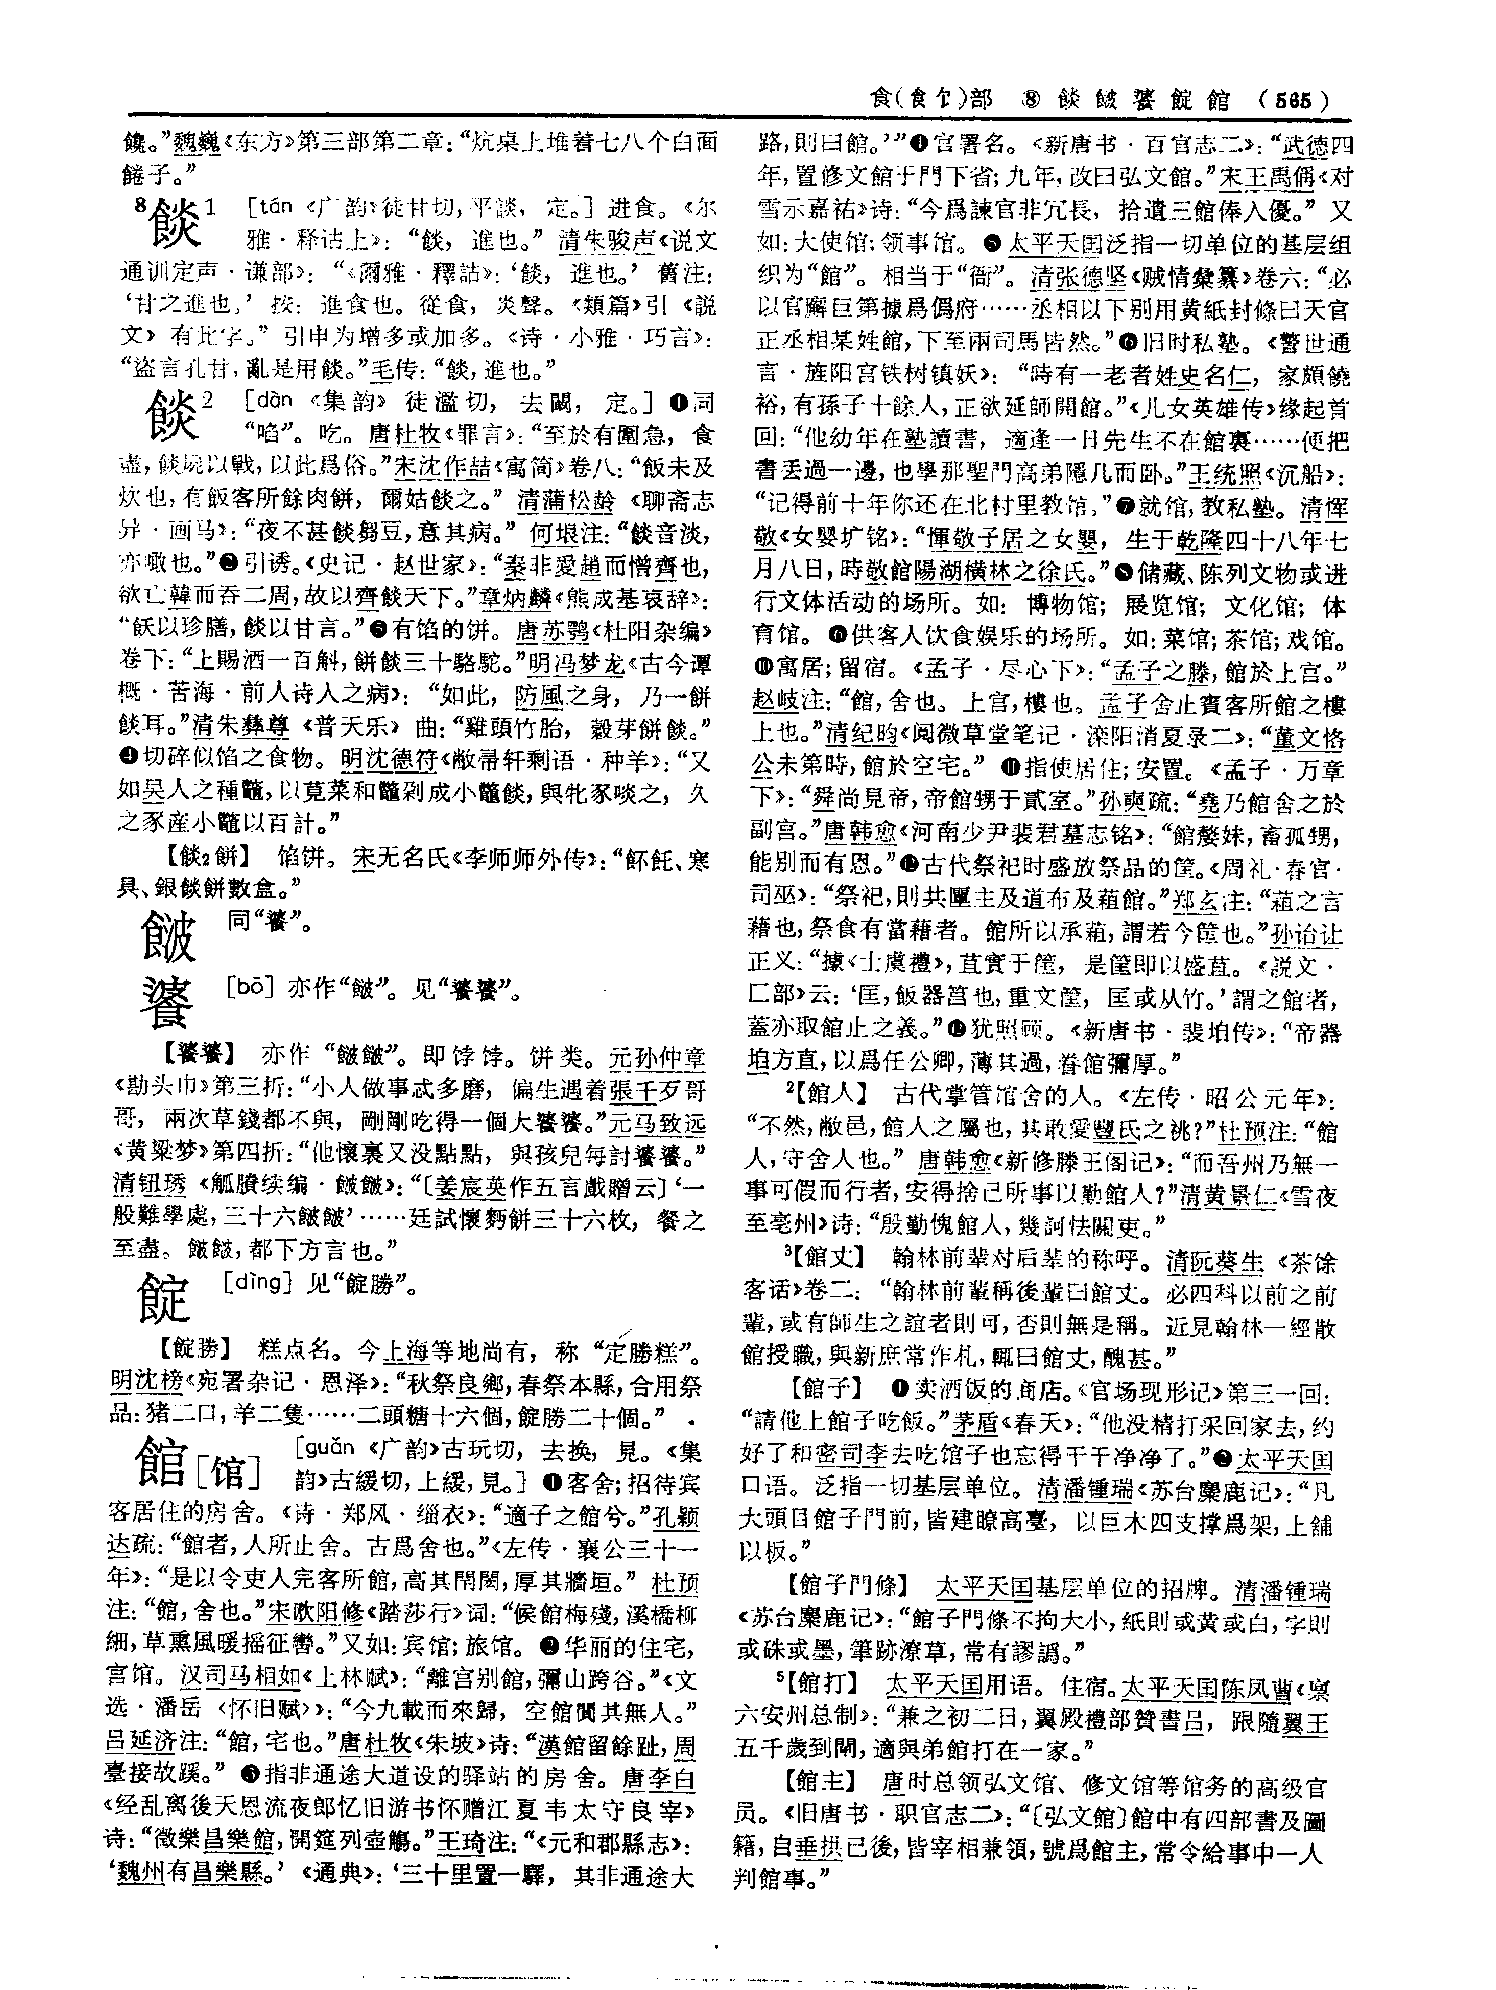 食(𩙿饣)部 ⑧ 餤 䭔 餑 餖 館 (565)
饞。”魏巍《东方》第三部第二章：“炕桌上堆着七八个白面
餹子。”
⁸餤¹ [tán 《广韵》徒甘切，平談，定。] 进食。《尔
雅·释诂上》：“餤，進也。”清朱骏声《说文
通训定声·谦部》：“《爾雅·釋詁》：‘餤，進也。’舊注：
‘甘之進也。’按：進食也。從食，炎聲。《類篇》引《説
文》有此字。”引申为增多或加多。《诗·小雅·巧言》：
“盜言孔甘，亂是用餤。”毛传：“餤，進也。”
餤² [dàn 《集韵》徒濫切，去闞，定。] ❶同
“啗”。吃。唐杜牧《罪言》：“至於有圍急，食
盡，餤屍以戰，以此爲俗。”宋沈作喆《寓简》卷八：“飯未及
炊也，有飯客所餘肉餅，爾姑餤之。”清蒲松龄《聊斋志
异·画马》：“夜不甚餤芻豆，意其病。”何垠注：“餤音淡，
亦噉也。”❷引诱。《史记·赵世家》：“秦非愛趙而憎齊也，
欲亡韓而吞二周，故以齊餤天下。”章炳麟《熊成基哀辞》：
“飫以珍膳，餤以甘言。”❸有馅的饼。唐苏鹗《杜阳杂编》
卷下：“上賜酒一百斛，餅餤三十駱駝。”明冯梦龙《古今谭
概·苦海·前人诗入之病》：“如此，防風之身，乃一餅
餤耳。”清朱彝尊《普天乐》曲：“雞頭竹胎，穀芽餅餤。”
❹切碎似馅之食物。明沈德符《敝帚轩剩语·种羊》：“又
如吴人之種鼈，以莧菜和鼈剁成小鼈餤，與牝豕啖之，久
之豕産小鼈以百計。”
【餤₂餅】 馅饼。宋无名氏《李师师外传》：“䬳飥、寒
具、銀餤餅數盒。”
皴 同“餑”。
[bō] 亦作“”。见“”。
【】 亦作“”。即饽饽。饼类。元孙仲章
《勘头巾》第三折：“小人做事忒多磨，偏生遇着張千歹哥
哥，兩次草錢都不與，剛剛吃得一個大。”元马致远
《黄粱梦》第四折：“他懷裏又没點點，與孩兒每討。”
清钮琇《觚賸续编·》：“〔姜宸英作五言戲贈云〕‘一
般難學處，三十六’……廷試懷麪餅三十六枚，餐之
至盡。，都下方言也。”
䬦 [dìng] 见“䬦勝”。
【䬦勝】 糕点名。今上海等地尚有，称“定勝糕”。
明沈榜《宛署杂记·恩泽》：“秋祭良鄉，春祭本縣，合用祭
品：猪二口，羊二隻……二頭糖十六個，䬦勝二十個。”
館[馆] [guǎn 《广韵》古玩切，去换，見。《集
韵》古緩切，上緩，見。] ❶客舍；招待宾
客居住的房舍。《诗·郑风·缁衣》：“適子之館兮。”孔颖
达疏：“館者，人所止舍。古爲舍也。”《左传·襄公三十一
年》：“是以令吏人完客所館，高其閈閎，厚其牆垣。”杜预
注：“館，舍也。”宋欧阳修《踏莎行》词：“候館梅殘，溪橋柳
細，草熏風暖摇征轡。”又如：宾馆；旅馆。❷华丽的住宅，
宫馆。汉司马相如《上林赋》：“離宫别館，彌山跨谷。”《文
选·潘岳〈怀旧赋〉》：“今九載而來歸，空館閴其無人。”
吕延济注：“館，宅也。”唐杜牧《朱坡》诗：“漢館留餘趾，周
臺接故蹊。”❸指非通途大道设的驿站的房舍。唐李白
《经乱离後天恩流夜郎忆旧游书怀赠江夏韦太守良宰》
诗：“徵樂昌樂館，開筵列壺觴。”王琦注：“《元和郡縣志》：
‘魏州有昌樂縣。’《通典》：‘三十里置一驛，其非通途大
路，則曰館。’”❹官署名。《新唐书·百官志二》：“武德四
年，置修文館于門下省；九年，改曰弘文館。”宋王禹偁《对
雪示嘉祐》诗：“今爲諫官非冗長，拾遺三館俸入優。”又
如：大使馆；领事馆。❺太平天囯泛指一切单位的基层组
织为“館”。相当于“衙”。清张德坚《贼情彙纂》卷六：“必
以官廨巨第據爲僞府……丞相以下别用黄紙封條曰天官
正丞相某姓館，下至兩司馬皆然。”❻旧时私塾。《警世通
言·旌阳宫铁树镇妖》：“時有一老者姓史名仁，家頗饒
裕，有孫子十餘人，正欲延師開館。”《儿女英雄传》缘起首
回：“他幼年在塾讀書，適逢一日先生不在館裏……便把
書丟過一邊，也學那聖門高弟隱几而卧。”王统照《沉船》：
“记得前十年你还在北村里教馆，”❼就馆，教私塾。清恽
敬《女婴圹铭》：“惲敬子居之女嬰，生于乾隆四十八年七
月八日，時敬館陽湖横林之徐氏。”❽储藏、陈列文物或进
行文体活动的场所。如：博物馆；展览馆；文化馆；体
育馆。❾供客人饮食娱乐的场所。如：菜馆；茶馆；戏馆。
❿寓居；留宿。《孟子·尽心下》：“孟子之滕，館於上宫。”
赵岐注：“館，舍也。上宫，樓也。孟子舍止賓客所館之樓
上也。”清纪昀《阅微草堂笔记·滦阳消夏录二》：“董文恪
公未第時，館於空宅。”⓫指使居住；安置。《孟子·万章
下》：“舜尚見帝，帝館甥于貳室。”孙奭疏：“堯乃館舍之於
副宫。”唐韩愈《河南少尹裴君墓志铭》：“館嫠妹，畜孤甥，
能别而有恩。”⓬古代祭祀时盛放祭品的筐。《周礼·春官·
司巫》：“祭祀，則共匰主及道布及蒩館。”郑玄注：“蒩之言
藉也，祭食有當藉者。館所以承蒩，謂若今筐也。”孙诒让
正义：“據《士虞禮》，苴實于筐，是筐即以盛苴。《説文·
匚部》云：‘匡，飯器筥也，重文筐，匡或从竹。’謂之館者，
蓋亦取館止之義。”⓭犹照顾。《新唐书·裴垍传》：“帝器
垍方直，以爲任公卿，薄其過，眷館彌厚。”
²【館人】 古代掌管馆舍的人。《左传·昭公元年》：
“不然，敝邑，館人之屬也，其敢愛豐氏之祧？”杜预注：“館
人，守舍人也。”唐韩愈《新修滕王阁记》：“而吾州乃無一
事可假而行者，安得捨己所事以勤館人？”清黄景仁《雪夜
至亳州》诗：“殷勤愧館人，幾訶怯關吏。”
³【館丈】 翰林前辈对后辈的称呼。清阮葵生《茶馀
客话》卷二：“翰林前輩稱後輩曰館丈。必四科以前之前
輩，或有師生之誼者則可，否則無是稱。近見翰林一經散
館授職，與新庶常作札，輒曰館丈，醜甚。”
【館子】 ❶卖酒饭的商店。《官场现形记》第三一回：
“請他上館子吃飯。”茅盾《春天》：“他没精打采回家去，约
好了和密司李去吃馆子也忘得干干净净了。”❷太平天囯
口语。泛指一切基层单位。清潘锺瑞《苏台麋鹿记》：“凡
大頭目館子門前，皆建瞭高臺，以巨木四支撑爲架，上舖
以板。”
【館子門條】 太平天囯基层单位的招牌。清潘锺瑞
《苏台麋鹿记》：“館子門條不拘大小，紙則或黄或白，字則
或硃或墨，筆跡潦草，常有謬譌。”
⁵【館打】 太平天囯用语。住宿。太平天囯陈凤曹《禀
六安州总制》：“兼之初二日，翼殿禮部贊書吕，跟隨翼王
五千歲到閘，適與弟館打在一家。”
【館主】 唐时总领弘文馆、修文馆等馆务的高级官
员。《旧唐书·职官志二》：“〔弘文館〕館中有四部書及圖
籍，自垂拱已後，皆宰相兼領，號爲館主，常令給事中一人
判館事。”